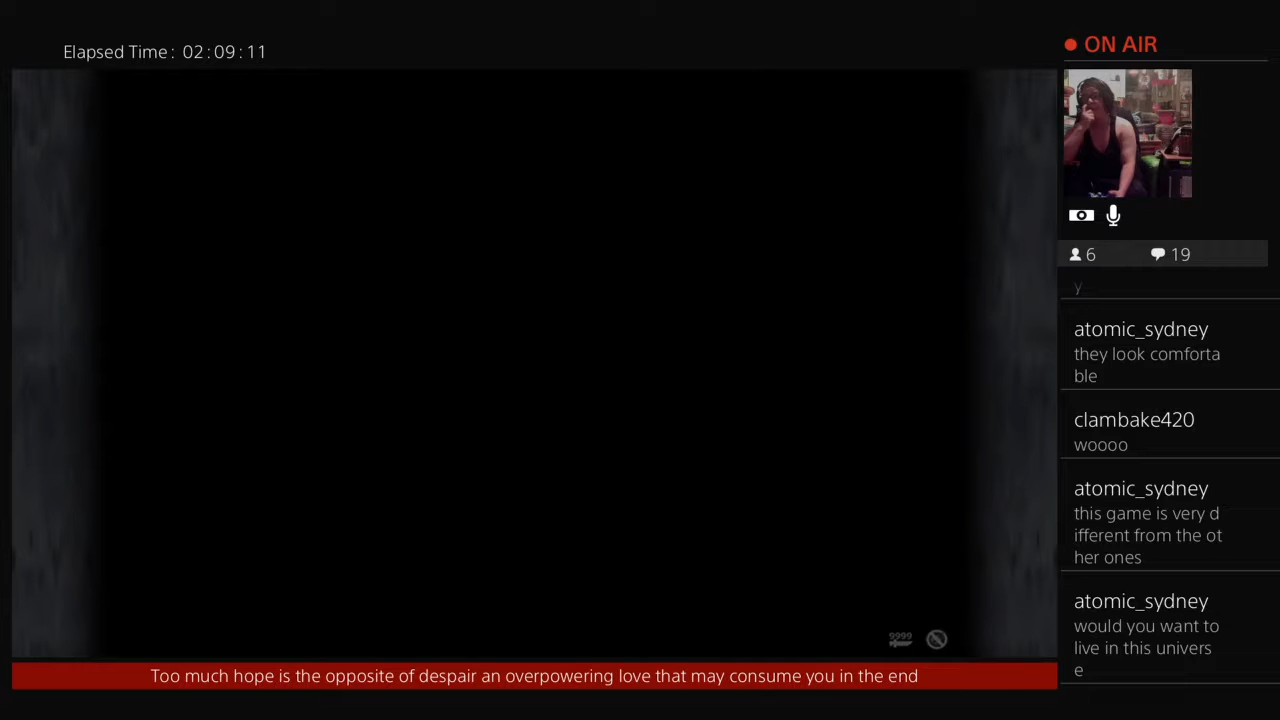 Elapsed Time: 02:09:11
ON AIR
6
19
y
atomic_sydney
they look comforta
ble
clambake420
woooo
atomic_sydney
this game is very d
ifferent from the ot
her ones
atomic_sydney
would you want to
live in this univers
e
9999
Too much hope is the opposite of despair an overpowering love that may consume you in the end